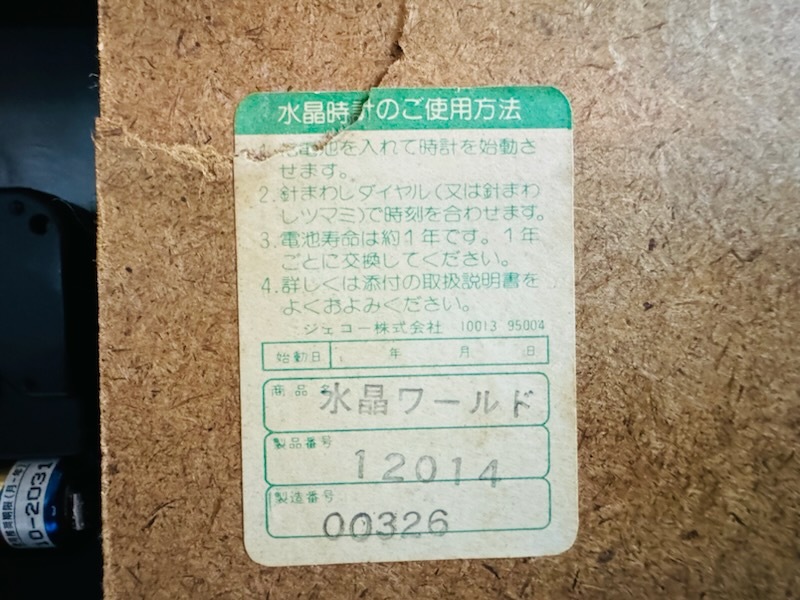 水晶時計のご使用方法
1. 電池を入れて時計を始動さ
せます。
2. 針まわしダイヤル(又は針まわ
しツマミ)で時刻を合わせます。
3. 電池寿命は約1年です。1年
ごとに交換してください。
4. 詳しくは添付の取扱説明書を
よくおよみください。
ジェコー株式会社 10013 95004
始動日 年 月 日
商品名 水晶ワールド
製品番号
12014
製造番号
00326
期限(月-年)
10-2031